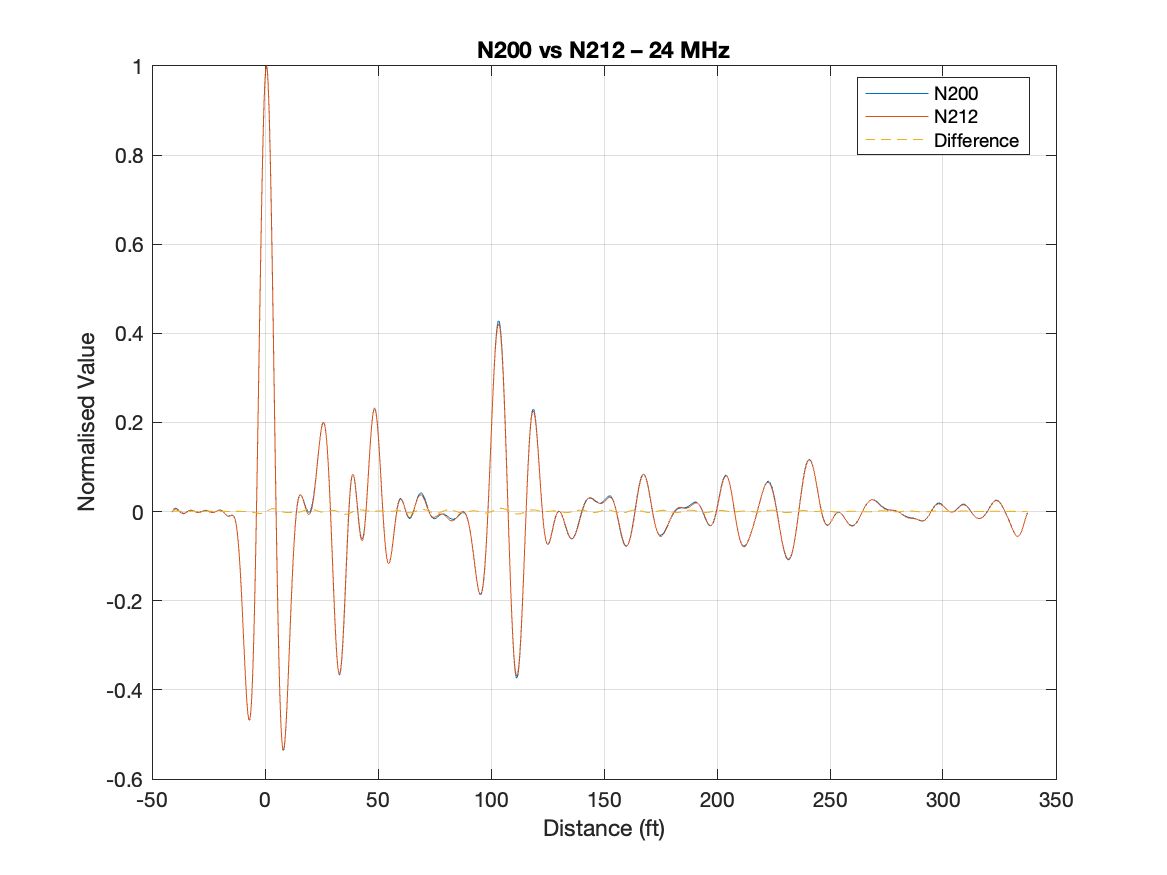 N200 vs N212 – 24 MHz
N200
N212
Difference
1
0.8
0.6
0.4
0.2
0
-0.2
-0.4
-0.6
Normalised Value
-50 0 50 100 150 200 250 300 350
Distance (ft)